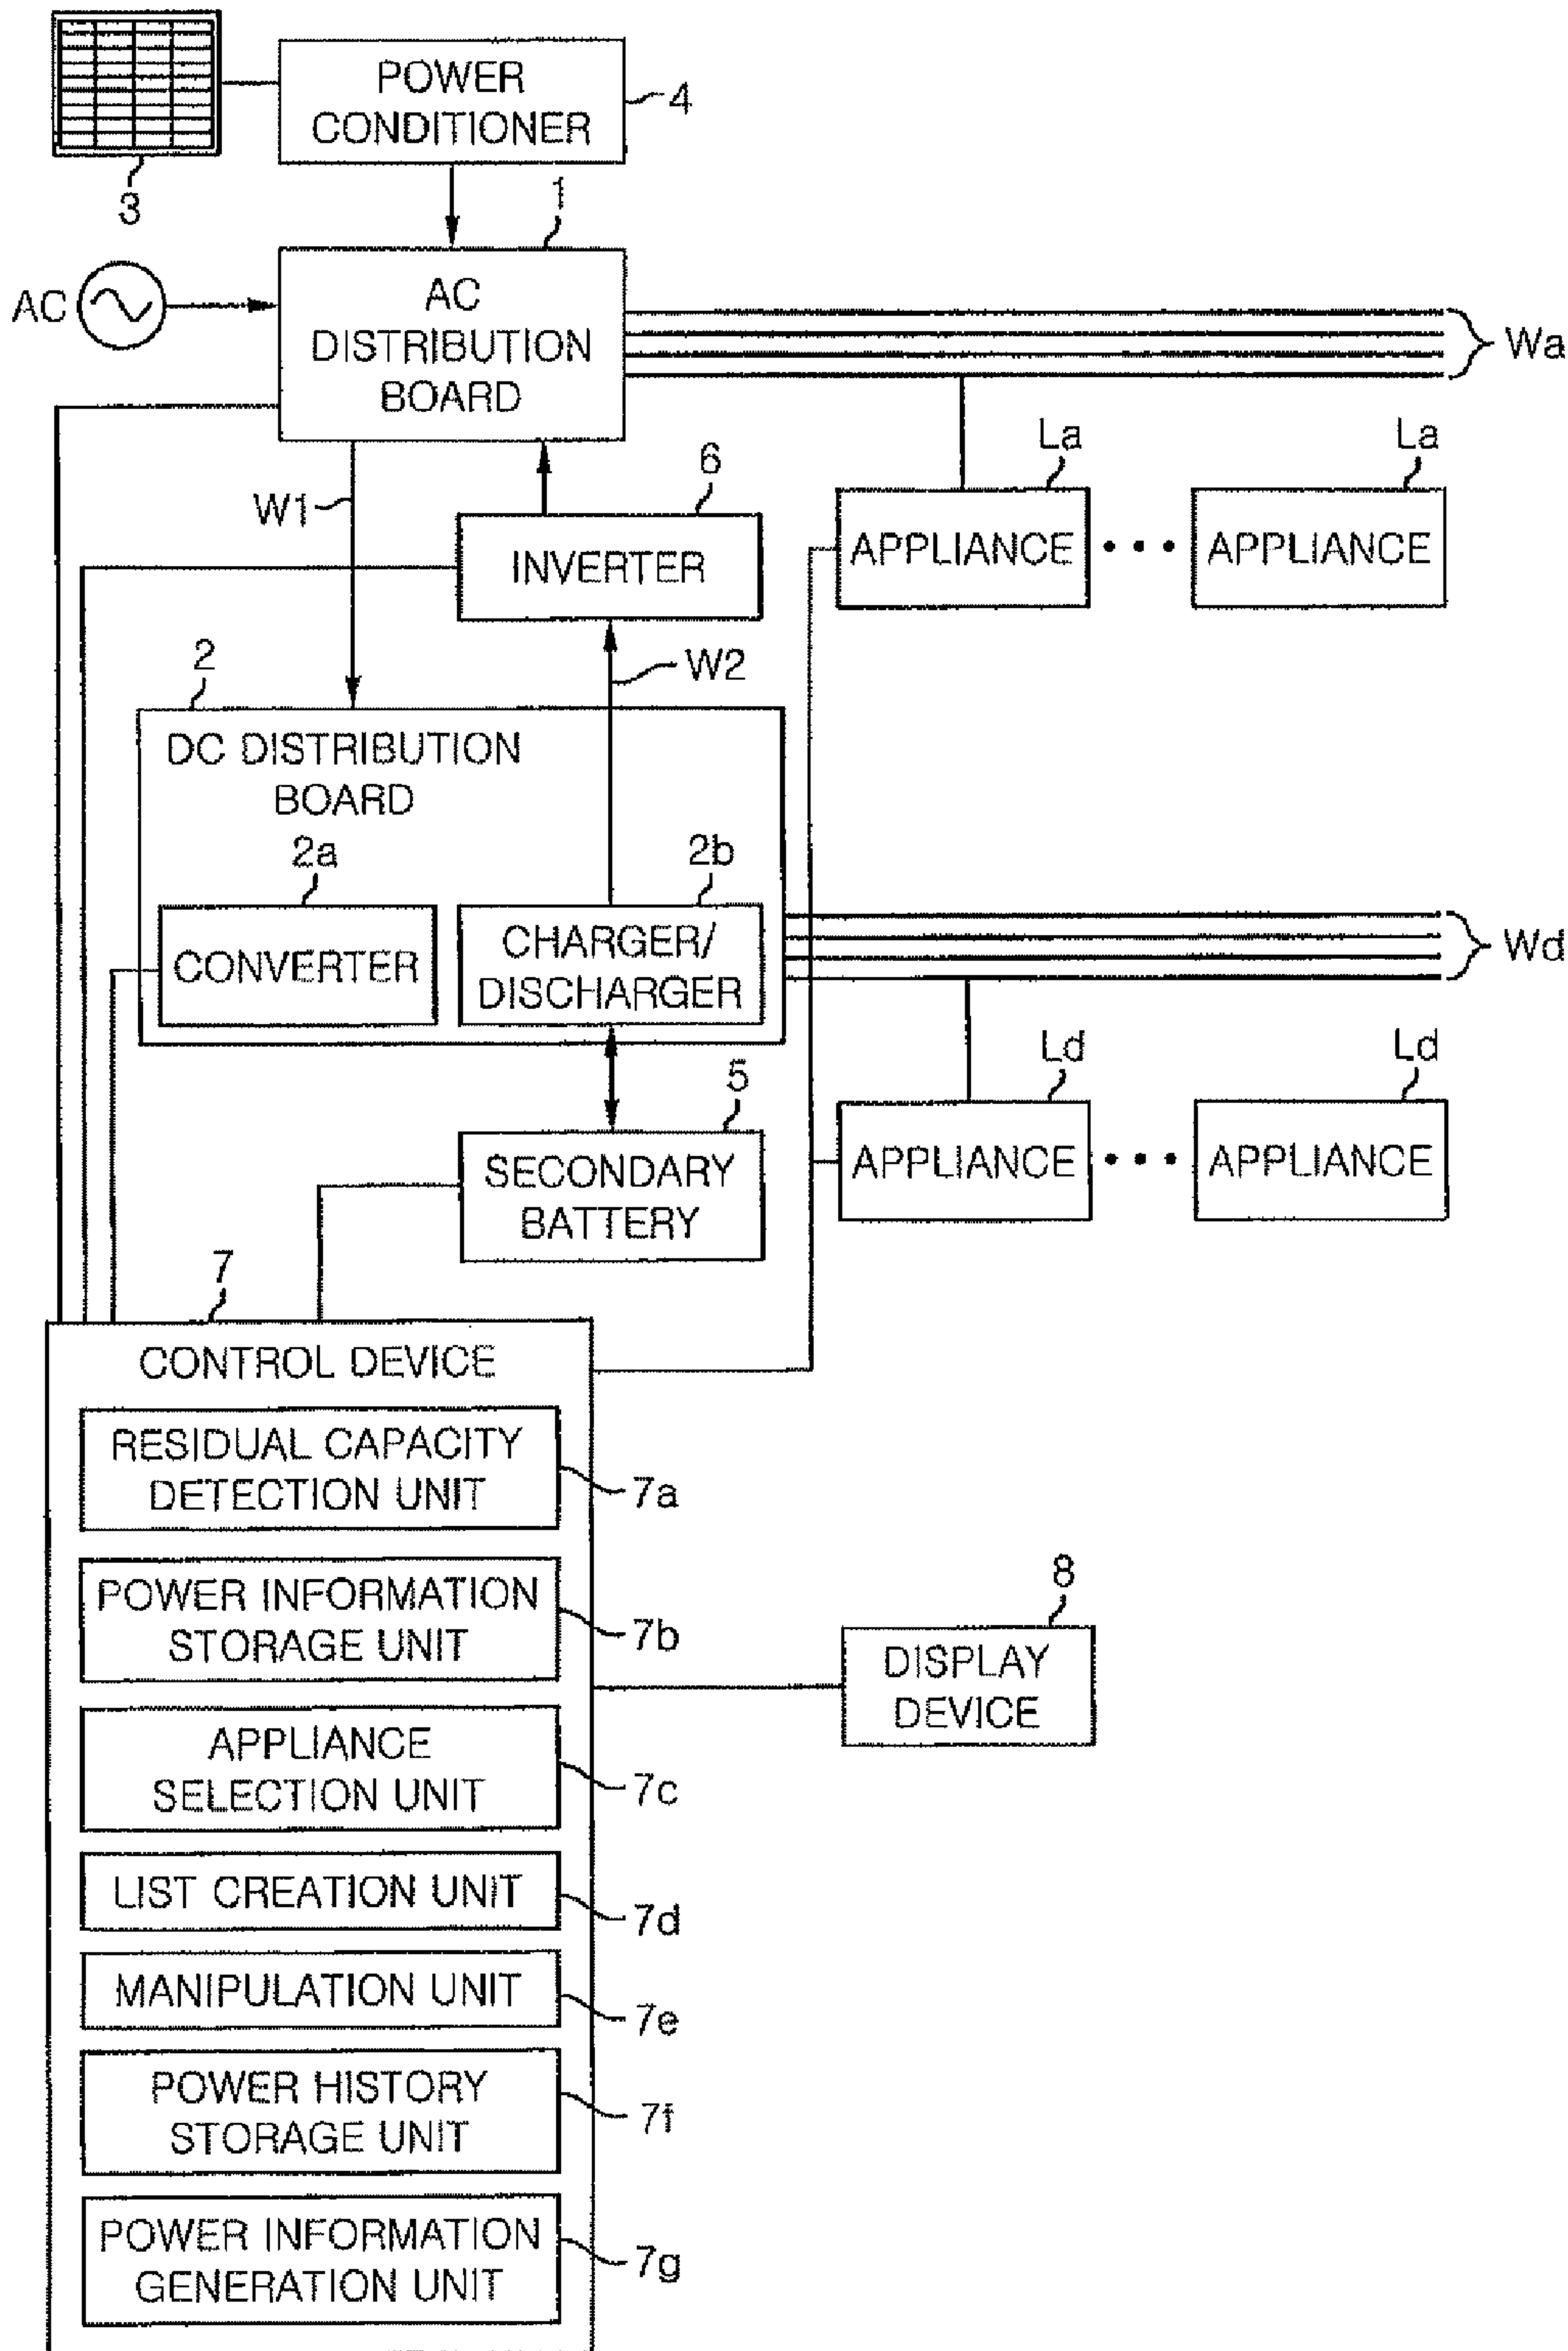 POWER
CONDITIONER
4
3
1
AC
AC
DISTRIBUTION
BOARD
Wa
La
La
6
W1
INVERTER
APPLIANCE
APPLIANCE
W2
2
DC DISTRIBUTION
BOARD
2a
2b
CONVERTER
CHARGER/
DISCHARGER
Wd
Ld
Ld
5
SECONDARY
BATTERY
APPLIANCE
APPLIANCE
7
CONTROL DEVICE
RESIDUAL CAPACITY
DETECTION UNIT
7a
POWER INFORMATION
STORAGE UNIT
7b
8
DISPLAY
DEVICE
APPLIANCE
SELECTION UNIT
7c
LIST CREATION UNIT
7d
MANIPULATION UNIT
7e
POWER HISTORY
STORAGE UNIT
7f
POWER INFORMATION
GENERATION UNIT
7g